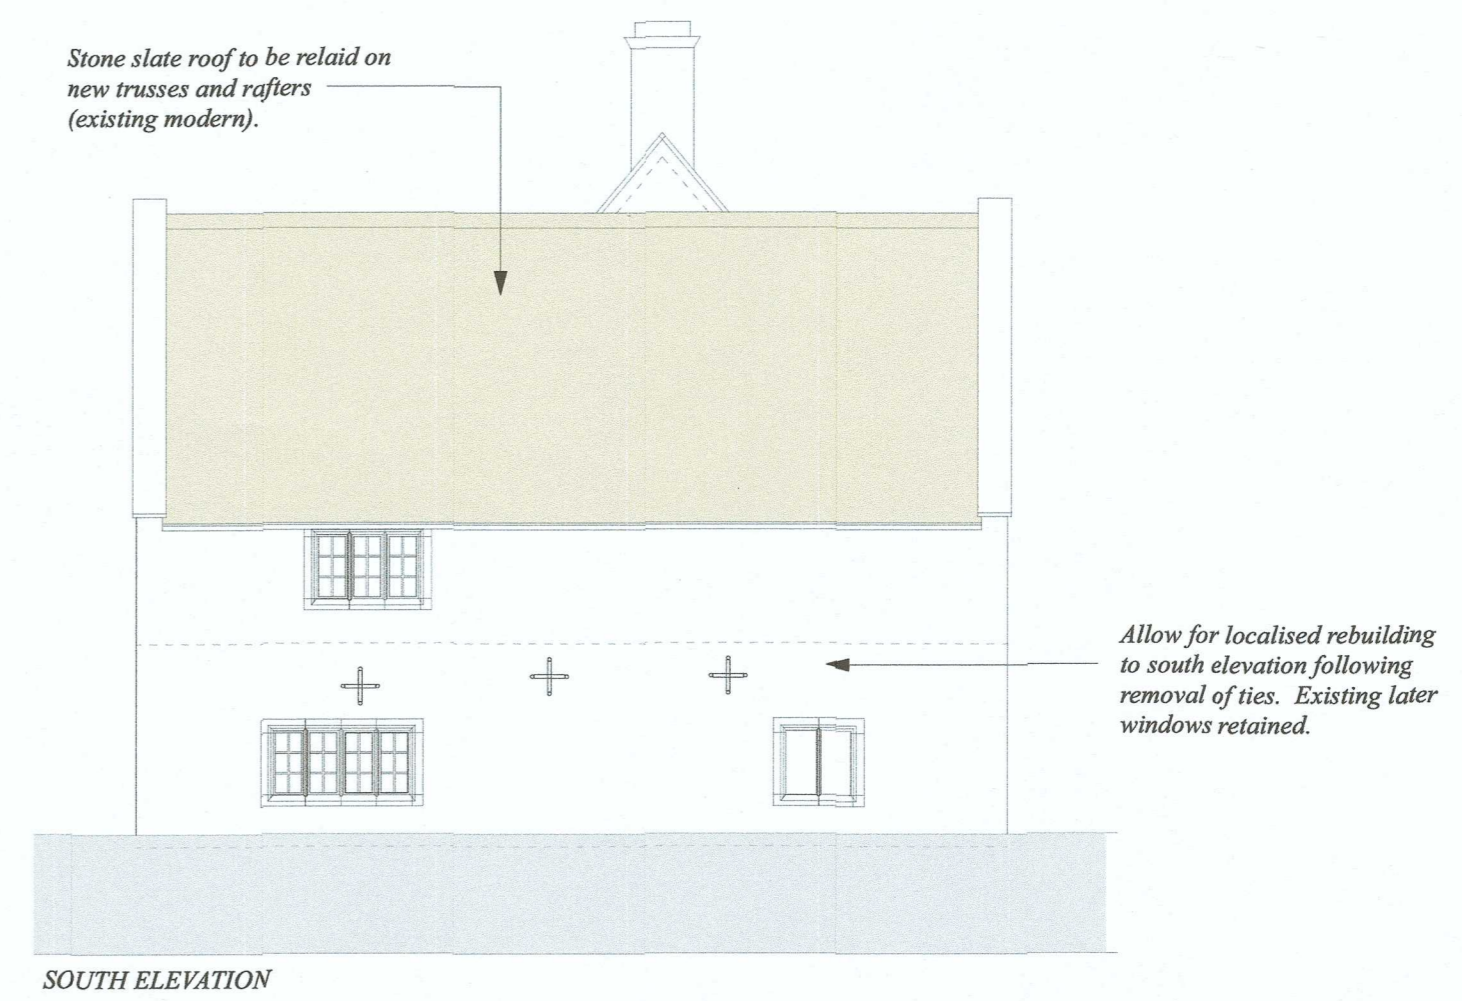 Stone slate roof to be relaid on
new trusses and rafters
(existing modern).
Allow for localised rebuilding
to south elevation following
removal of ties.  Existing later
windows retained.
SOUTH ELEVATION